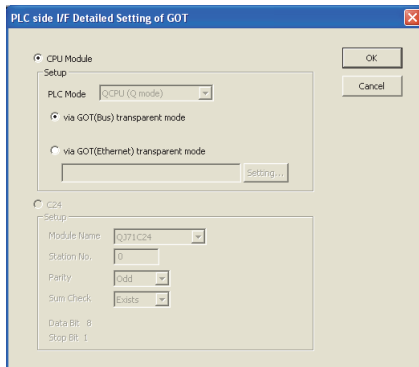 PLC side I/F Detailed Setting of GOT
CPU Module
OK
Setup
Cancel
PLC Mode QCPU (Q mode)
via GOT(Bus) transparent mode
via GOT(Ethernet) transparent mode
Setting...
C24
Setup
Module Name QJ71C24
Station No. 0
Parity Odd
Sum Check Exists
Data Bit 8
Stop Bit 1